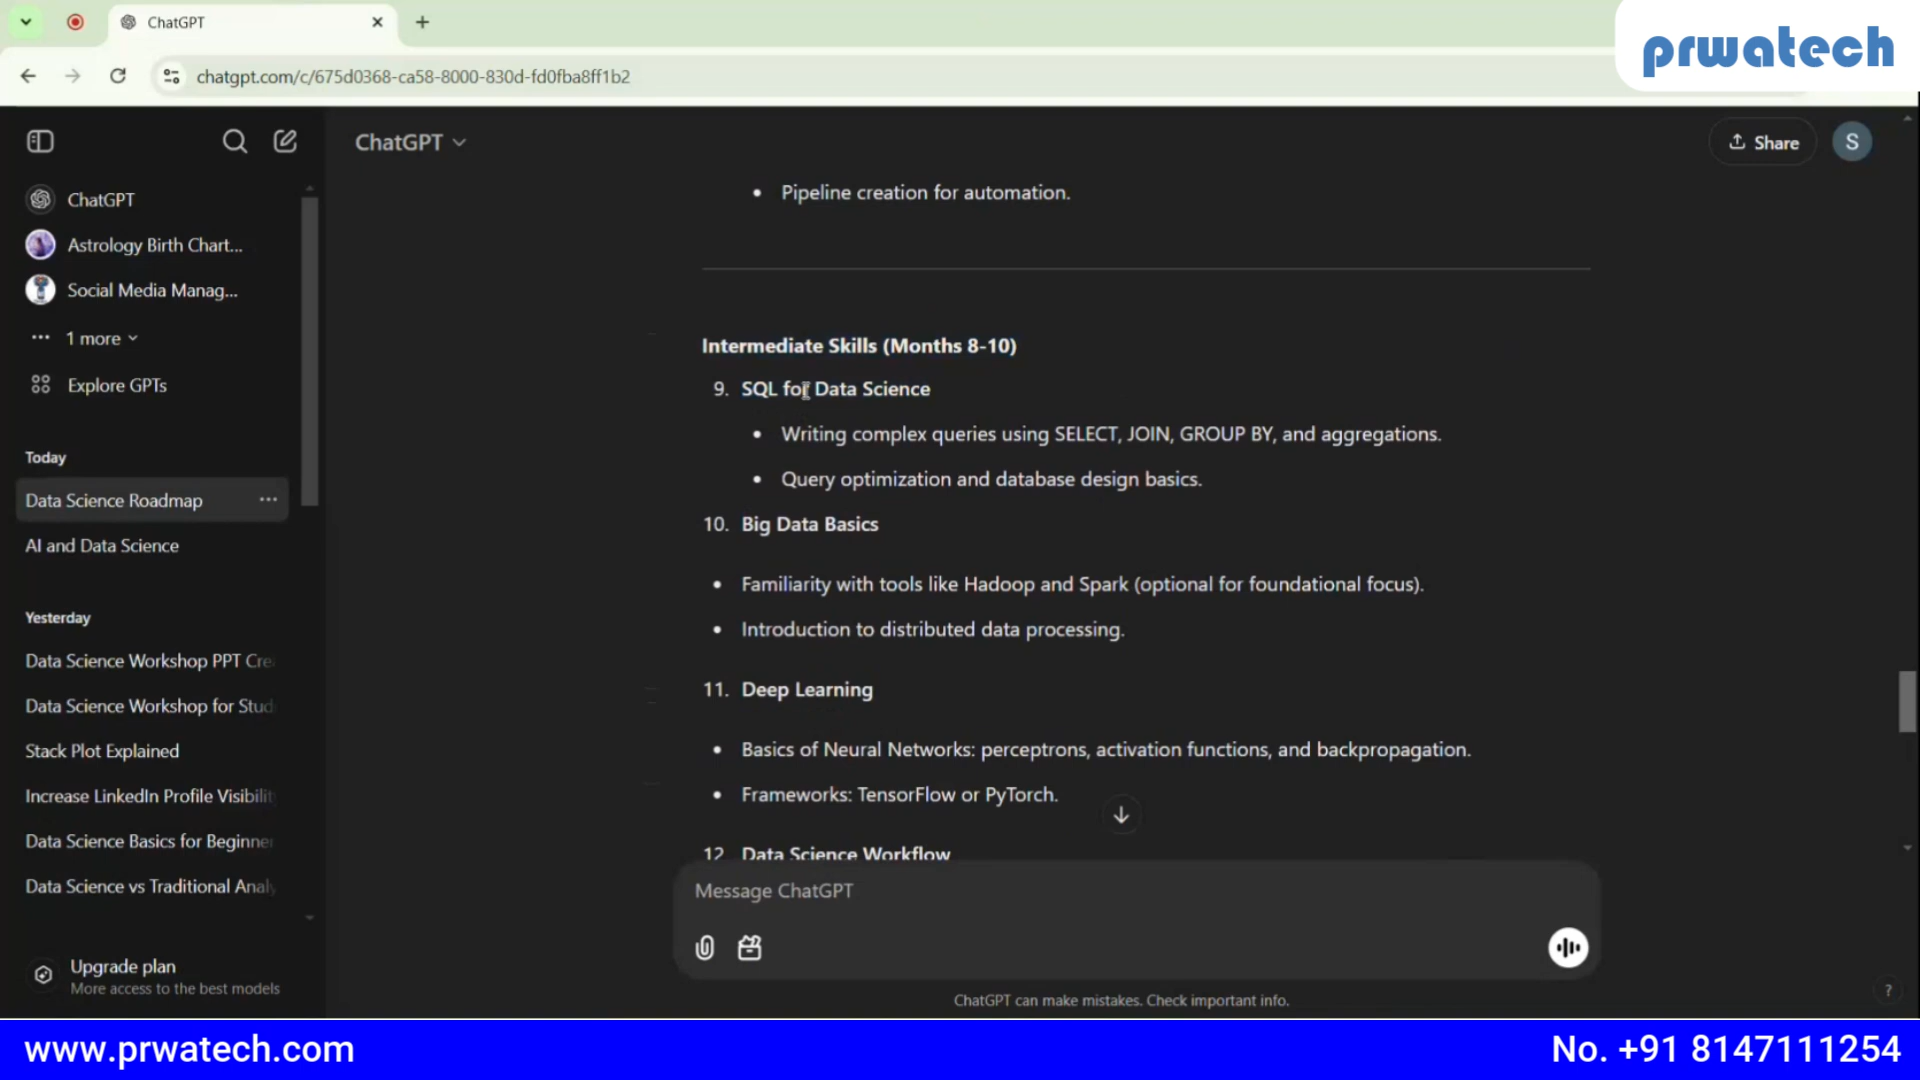 ChatGPT
prwatech
chatgpt.com/c/675d0368-ca58-8000-830d-fd0fba8ff1b2
ChatGPT
Share
S
ChatGPT
Astrology Birth Chart...
Social Media Manag...
1 more
Explore GPTs
Today
Data Science Roadmap
AI and Data Science
Yesterday
Data Science Workshop PPT Cre
Data Science Workshop for Stud
Stack Plot Explained
Increase LinkedIn Profile Visibilit
Data Science Basics for Beginner
Data Science vs Traditional Analy
Upgrade plan
More access to the best models
• Pipeline creation for automation.
Intermediate Skills (Months 8-10)
9. SQL for Data Science
• Writing complex queries using SELECT, JOIN, GROUP BY, and aggregations.
• Query optimization and database design basics.
10. Big Data Basics
• Familiarity with tools like Hadoop and Spark (optional for foundational focus).
• Introduction to distributed data processing.
11. Deep Learning
• Basics of Neural Networks: perceptrons, activation functions, and backpropagation.
• Frameworks: TensorFlow or PyTorch.
12 Data Science Workflow
Message ChatGPT
ChatGPT can make mistakes. Check important info.
?
www.prwatech.com
No. +91 8147111254